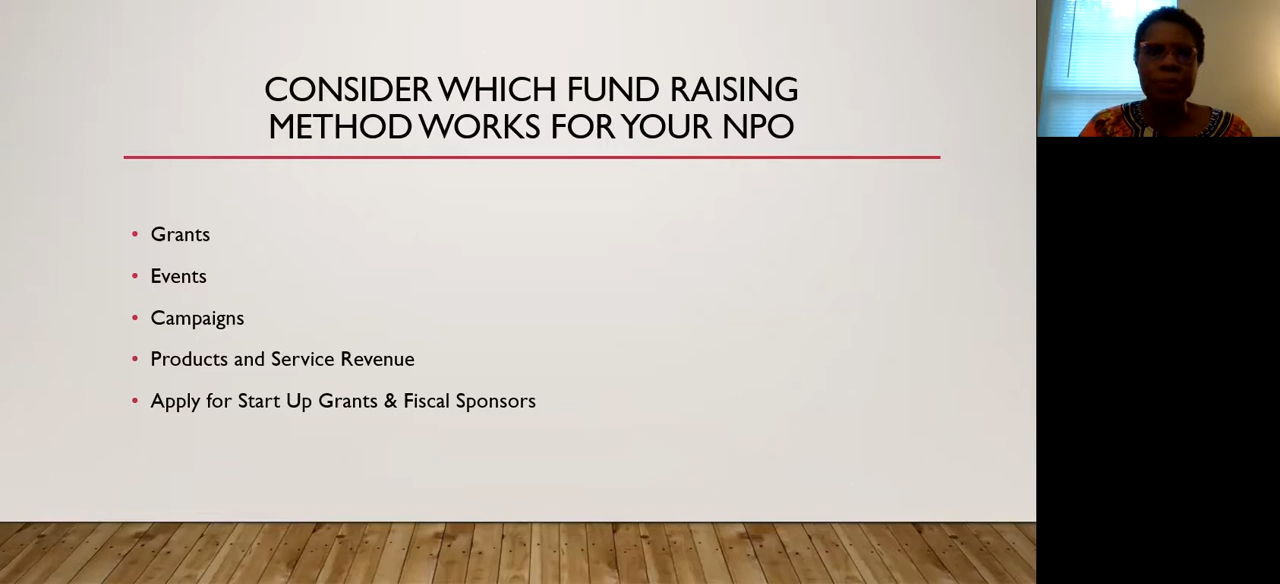 CONSIDER WHICH FUND RAISING
METHOD WORKS FOR YOUR NPO
• Grants
• Events
• Campaigns
• Products and Service Revenue
• Apply for Start Up Grants & Fiscal Sponsors